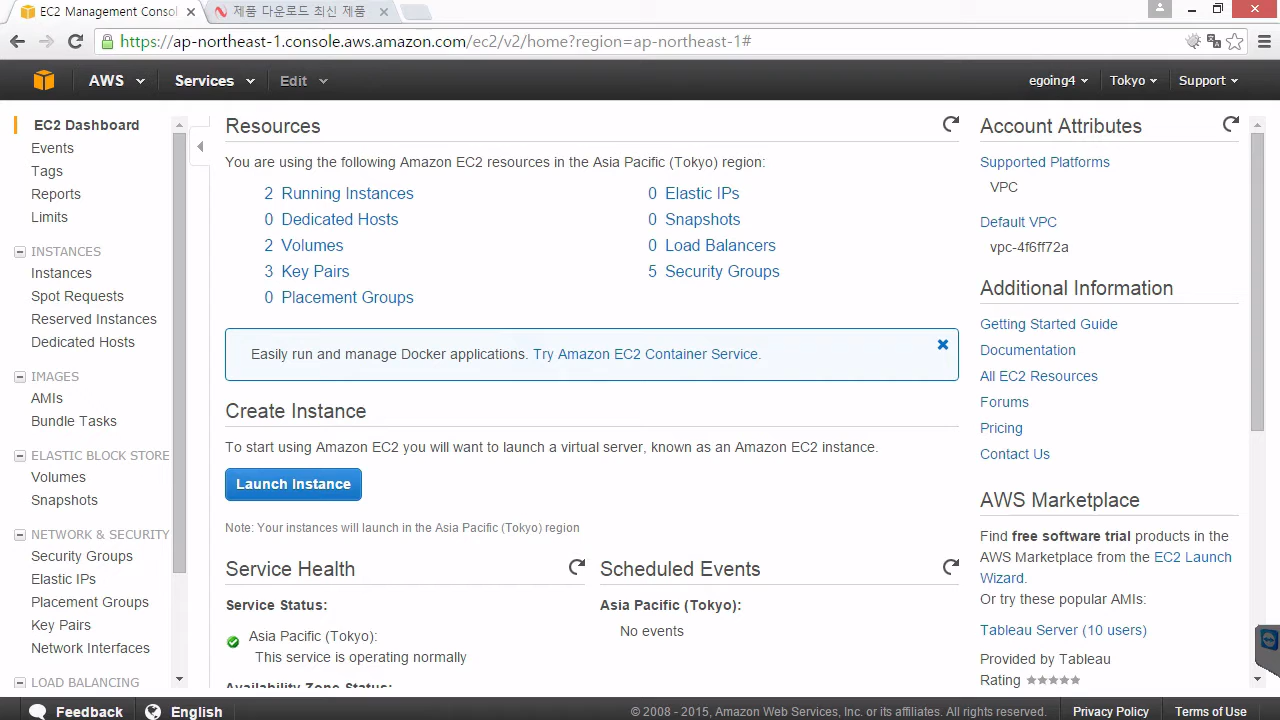 EC2 Management Consol
제품 다운로드 최신 제품
https://ap-northeast-1.console.aws.amazon.com/ec2/v2/home?region=ap-northeast-1#
AWS
Services
Edit
egoing4
Tokyo
Support
EC2 Dashboard
Events
Tags
Reports
Limits
INSTANCES
Instances
Spot Requests
Reserved Instances
Dedicated Hosts
IMAGES
AMIs
Bundle Tasks
ELASTIC BLOCK STORE
Volumes
Snapshots
NETWORK & SECURITY
Security Groups
Elastic IPs
Placement Groups
Key Pairs
Network Interfaces
LOAD BALANCING
Resources
You are using the following Amazon EC2 resources in the Asia Pacific (Tokyo) region:
2 Running Instances
0 Elastic IPs
0 Dedicated Hosts
0 Snapshots
2 Volumes
0 Load Balancers
3 Key Pairs
5 Security Groups
0 Placement Groups
Easily run and manage Docker applications. Try Amazon EC2 Container Service.
Create Instance
To start using Amazon EC2 you will want to launch a virtual server, known as an Amazon EC2 instance.
Launch Instance
Note: Your instances will launch in the Asia Pacific (Tokyo) region
Service Health
Service Status:
Asia Pacific (Tokyo):
This service is operating normally
Availability Zone Status:
Scheduled Events
Asia Pacific (Tokyo):
No events
Account Attributes
Supported Platforms
VPC
Default VPC
vpc-4f6ff72a
Additional Information
Getting Started Guide
Documentation
All EC2 Resources
Forums
Pricing
Contact Us
AWS Marketplace
Find free software trial products in the
AWS Marketplace from the EC2 Launch
Wizard.
Or try these popular AMIs:
Tableau Server (10 users)
Provided by Tableau
Rating
Feedback
English
© 2008 - 2015, Amazon Web Services, Inc. or its affiliates. All rights reserved.
Privacy Policy
Terms of Use